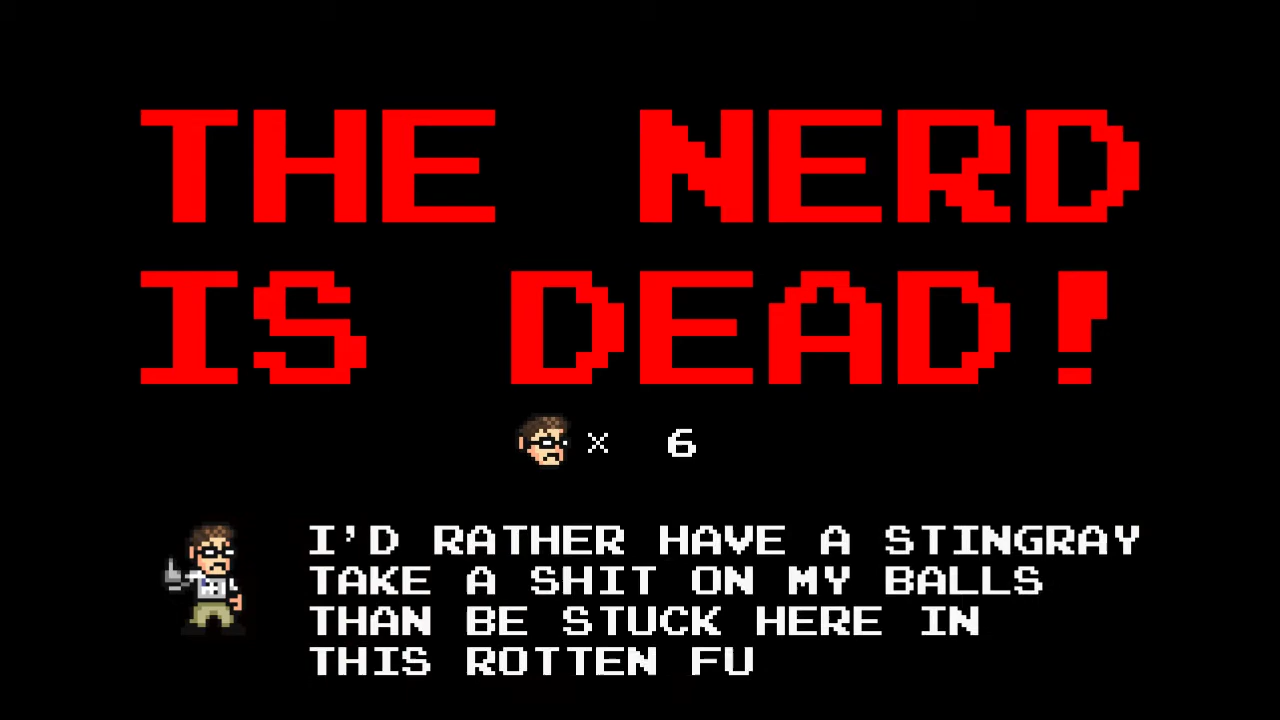 THE NERD
IS DEAD!
x 6
I'D RATHER HAVE A STINGRAY
TAKE A SHIT ON MY BALLS
THAN BE STUCK HERE IN
THIS ROTTEN FU